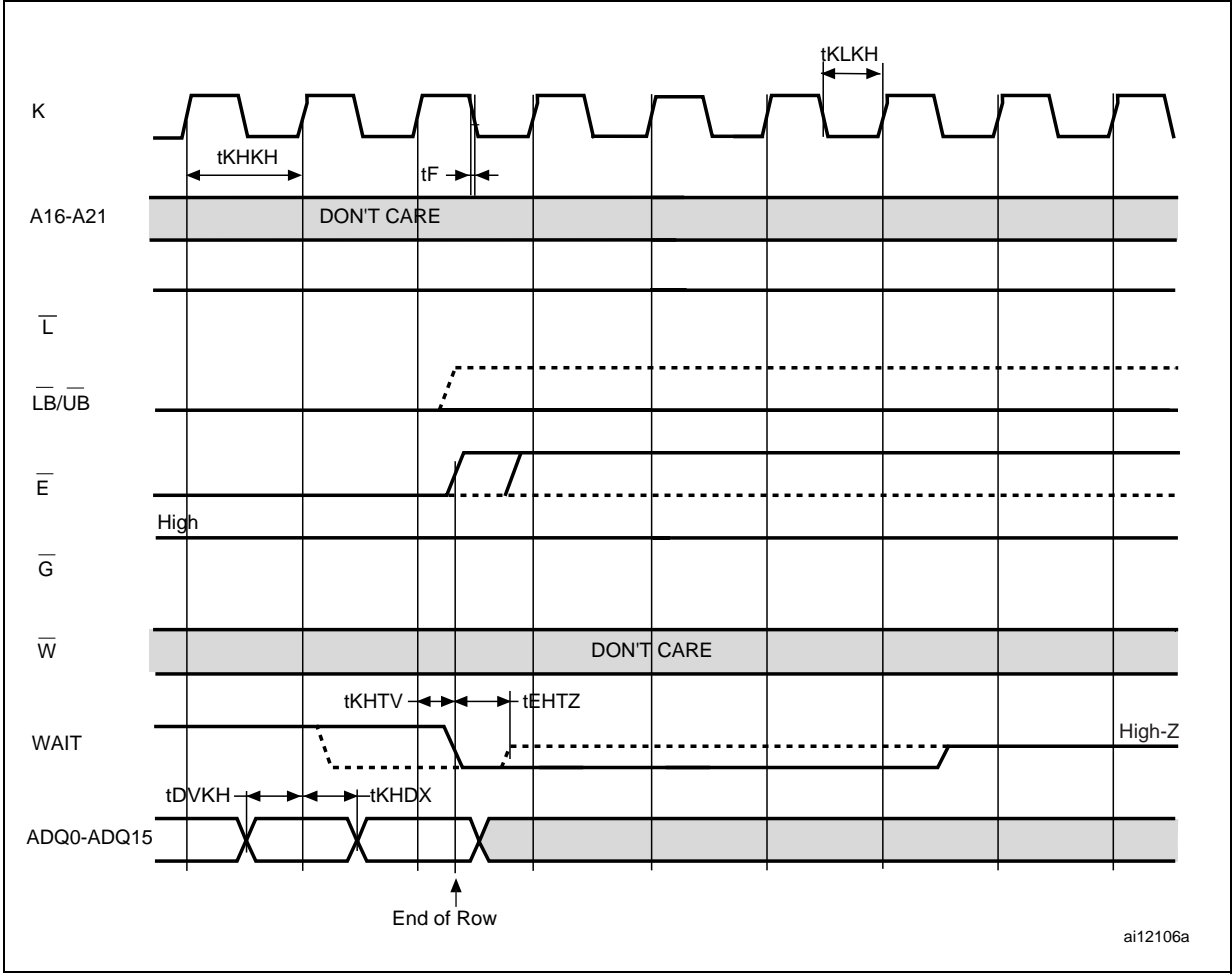 tKLKH
K
tKHKH
tF
A16-A21
DON'T CARE
L
LB/UB
E
High
G
W
DON'T CARE
tKHTV
tEHTZ
WAIT
High-Z
tDVKH
tKHDX
ADQ0-ADQ15
End of Row
ai12106a